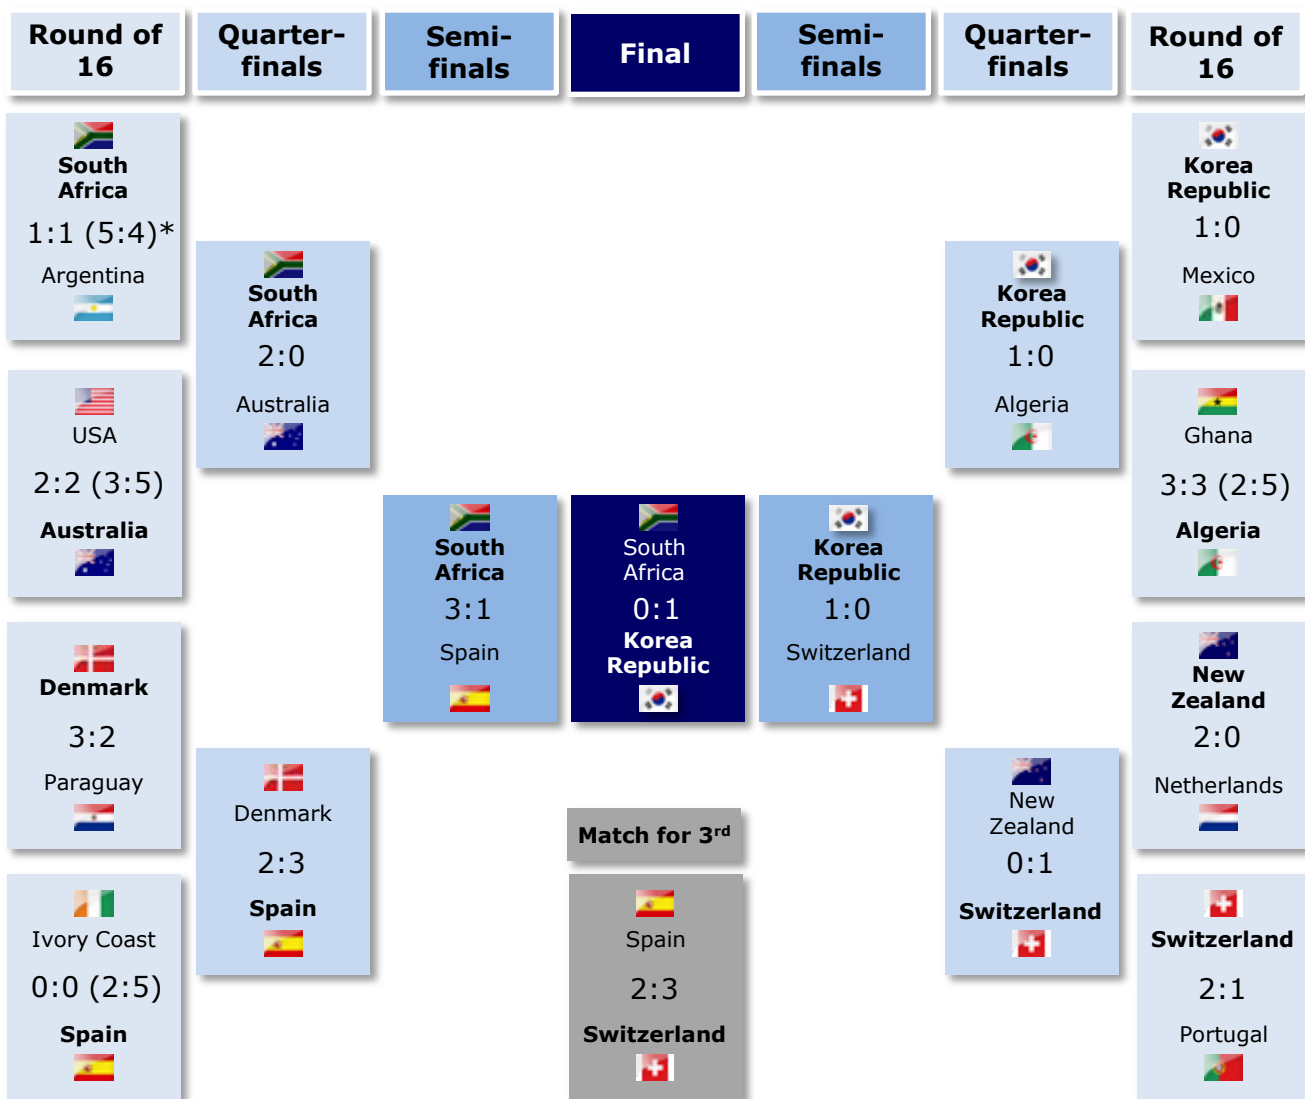 Round of
16
Quarter-
finals
Semi-
finals
Final
Semi-
finals
Quarter-
finals
Round of
16
South
Africa
1:1 (5:4)*
Argentina
USA
2:2 (3:5)
Australia
Denmark
3:2
Paraguay
Ivory Coast
0:0 (2:5)
Spain
South
Africa
2:0
Australia
Denmark
2:3
Spain
South
Africa
3:1
Spain
South
Africa
0:1
Korea
Republic
Match for 3rd
Spain
2:3
Switzerland
Korea
Republic
1:0
Switzerland
Korea
Republic
1:0
Algeria
New
Zealand
0:1
Switzerland
Korea
Republic
1:0
Mexico
Ghana
3:3 (2:5)
Algeria
New
Zealand
2:0
Netherlands
Switzerland
2:1
Portugal